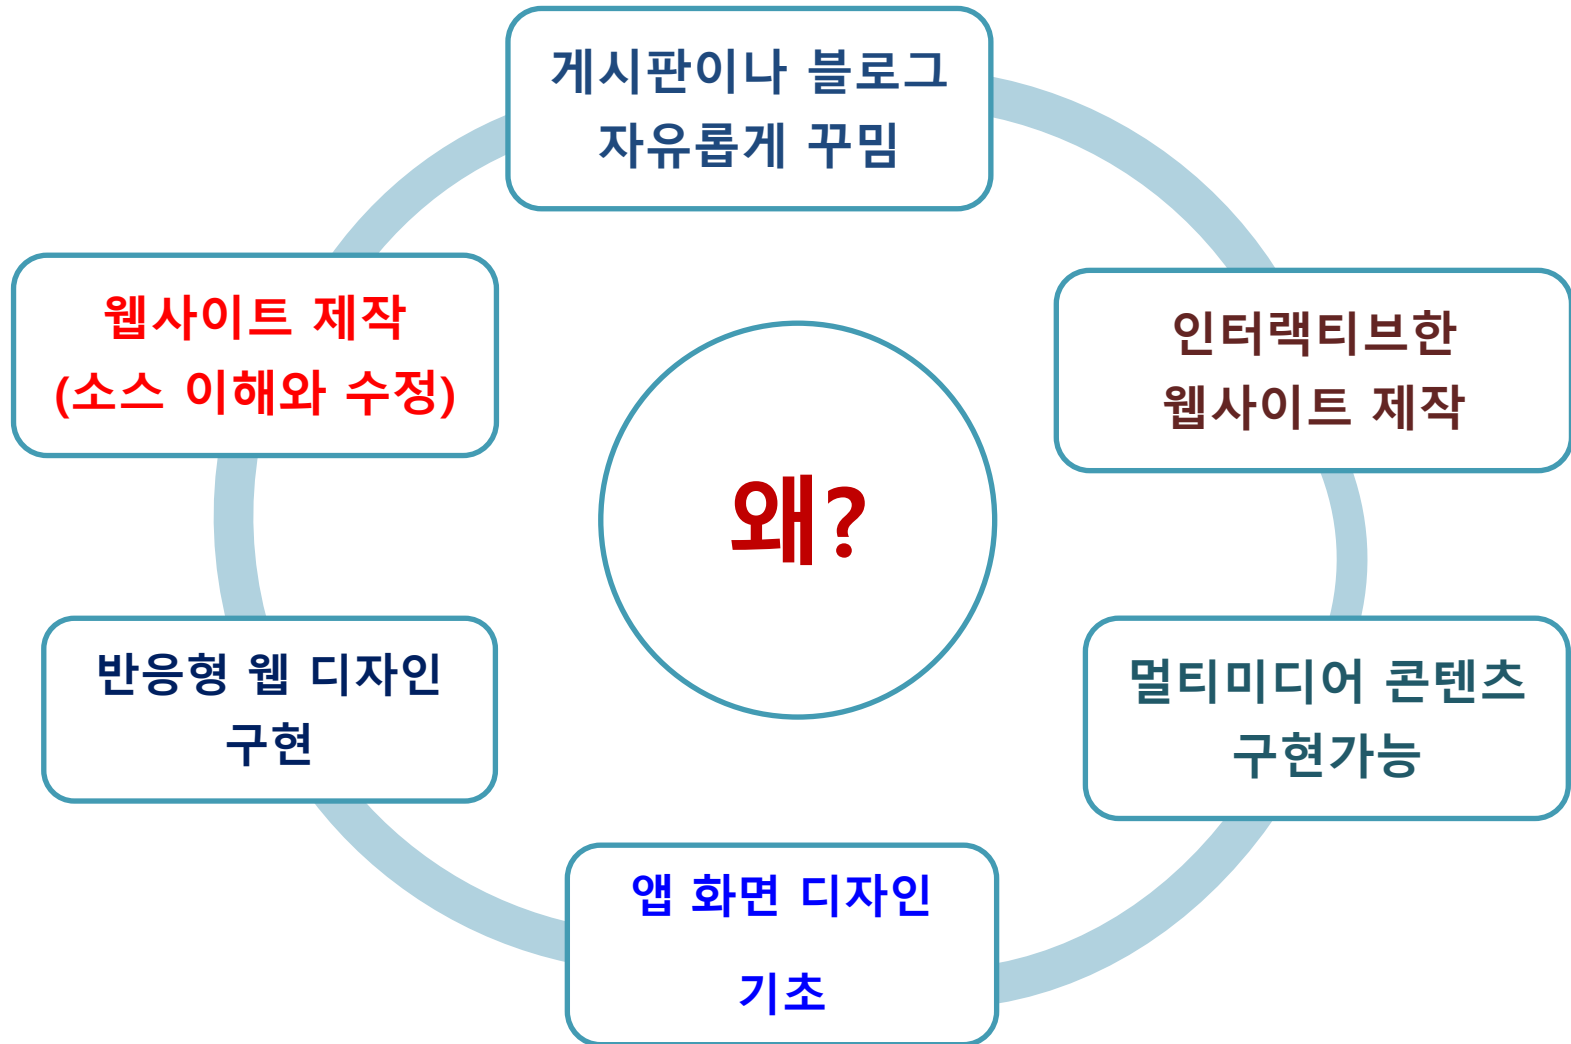 게시판이나 블로그
자유롭게 꾸밈
웹사이트 제작
(소스 이해와 수정)
인터랙티브한
웹사이트 제작
왜?
반응형 웹 디자인
구현
멀티미디어 콘텐츠
구현가능
앱 화면 디자인
기초